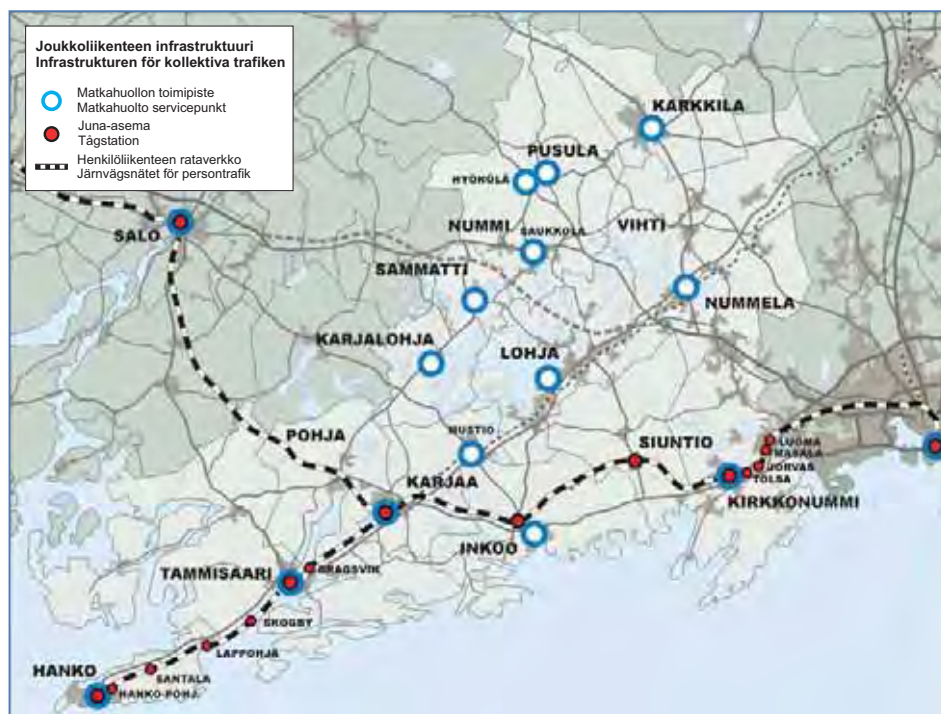 Joukkoliikenteen infrastruktuuri
Infrastrukturen för kollektiva trafiken
Matkahuollon toimipiste
Matkahuolto servicepunkt
Juna-asema
Tågstation
Henkilöliikenteen rataverkko
Järnvägsnätet för persontrafik
KARKKILA
PUSULA
HYÖKÜLÄ
SALO
NUMMI
SAUKKOLA
VIHTI
SAMMATTI
NUMMELA
KARJALOHJA
LOHJA
POHJA
MUSTIO
SIUNTIO
LUOMA
MASALA
JORVAS
TOLSA
KARJAA
KIRKKONUMMI
INKOO
TAMMISAARI
DRAGSVIK
SKOGBY
LAPPOHJA
HANKO
SANTALA
HANKO-POHJ.